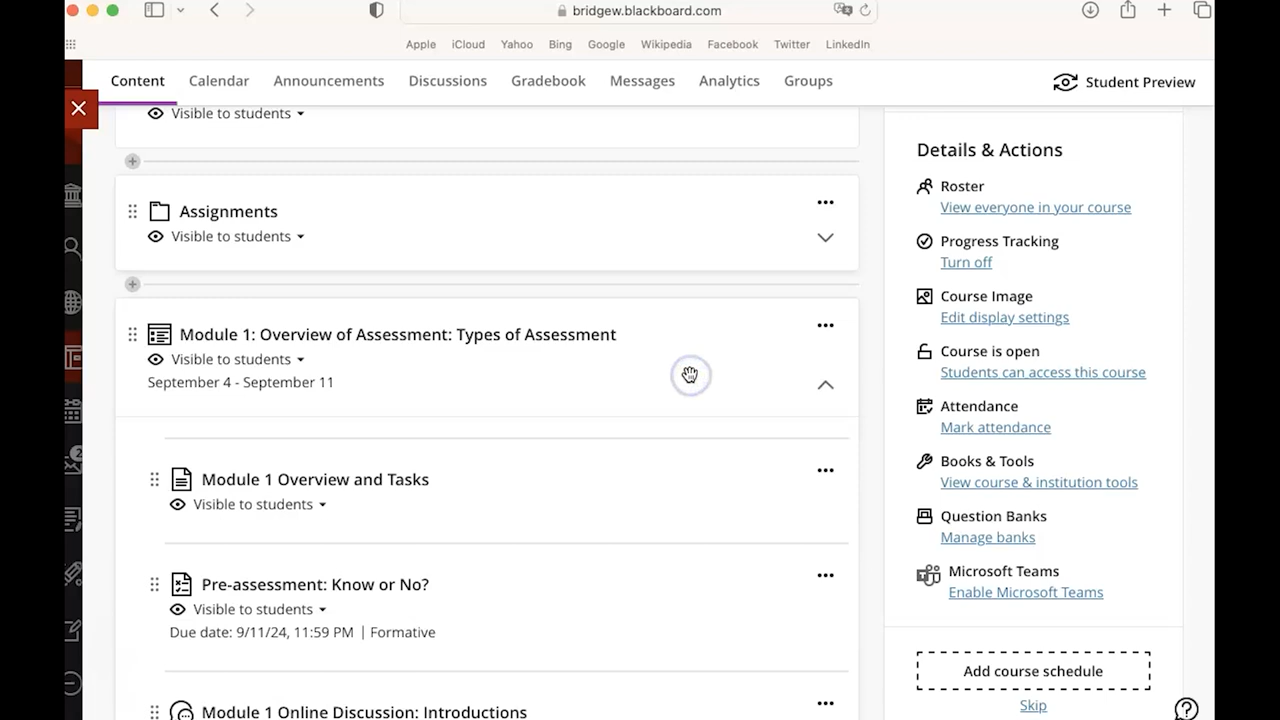 bridgew.blackboard.com
Apple iCloud Yahoo Bing Google Wikipedia Facebook Twitter LinkedIn
Content Calendar Announcements Discussions Gradebook Messages Analytics Groups
Student Preview
Visible to students
Assignments
Visible to students
Module 1: Overview of Assessment: Types of Assessment
Visible to students
September 4 - September 11
Module 1 Overview and Tasks
Visible to students
Pre-assessment: Know or No?
Visible to students
Due date: 9/11/24, 11:59 PM | Formative
Module 1 Online Discussion: Introductions
Details & Actions
Roster
View everyone in your course
Progress Tracking
Turn off
Course Image
Edit display settings
Course is open
Students can access this course
Attendance
Mark attendance
Books & Tools
View course & institution tools
Question Banks
Manage banks
Microsoft Teams
Enable Microsoft Teams
Add course schedule
Skip
2